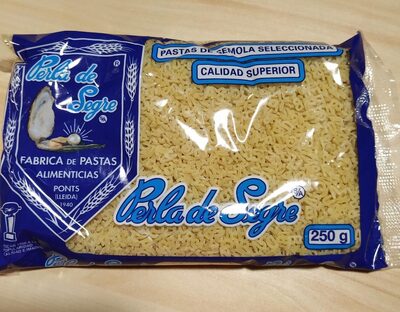 Perla de
Segre
FABRICA DE PASTAS
ALIMENTICIAS
PONTS
(LLEIDA)
1940
PASTAS DE SEMOLA SELECCIONADA
CALIDAD SUPERIOR
Perla de Segre
250 g